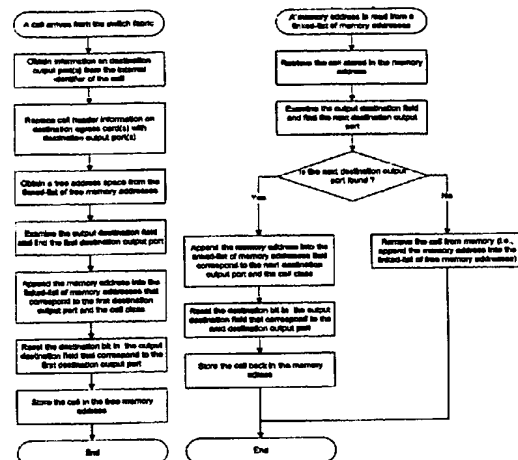 A cell arrives from the switch fabric
Obtain information on destination
output port(s) from the internal
identifier of the cell
Replace cell header information on
destination egress card(s) with
destination output port(s)
Obtain a free address space from the
linked-list of free memory addresses
Examine the output destination field
and find the first destination output port
Append the memory address into the
linked-list of memory addresses that
correspond to the first destination
output port and the cell class
Reset the destination bit in the output
destination field that correspond to the
first destination output port
Store the cell in the free memory
address
End
A memory address is read from a
linked-list of memory addresses
Retrieve the cell stored in the memory
address
Examine the output destination field
and find the next destination output
port
Is the next destination output
port found ?
Yes
No
Append the memory address into the
linked-list of memory addresses that
correspond to the next destination
output port and the cell class
Reset the destination bit in the output
destination field that correspond to the
next destination output port
Store the cell back in the memory
address
Remove the cell from memory (i.e.,
append the memory address into the
linked-list of free memory addresses)
End